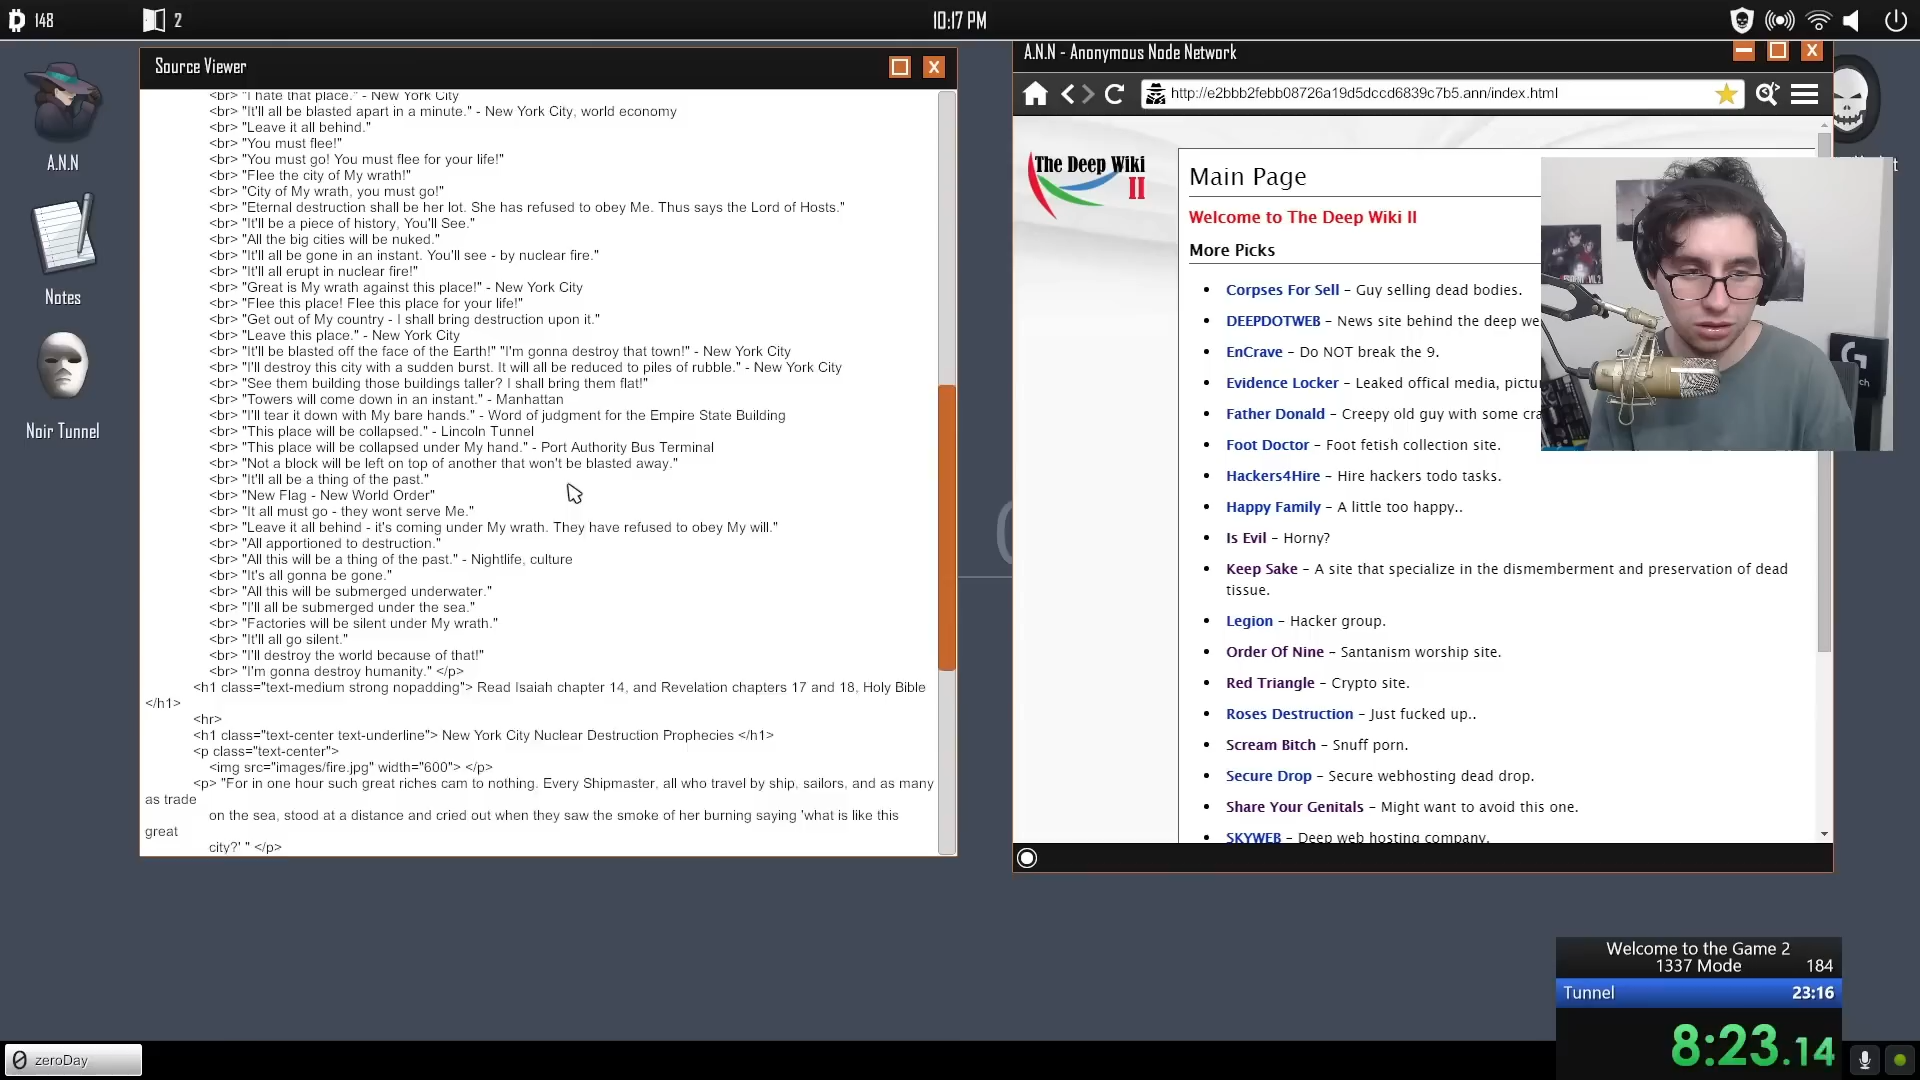 148
2
10:17 PM
Source Viewer
<br> "I hate that place." - New York City
<br> "It'll all be blasted apart in a minute." - New York City, world economy
<br> "Leave it all behind."
<br> "You must flee!"
<br> "You must go! You must flee for your life!"
<br> "Flee the city of My wrath!"
<br> "City of My wrath, you must go!"
<br> "Eternal destruction shall be her lot. She has refused to obey Me. Thus says the Lord of Hosts."
<br> "It'll be a piece of history, You'll See."
<br> "All the big cities will be nuked."
<br> "It'll all be gone in an instant. You'll see - by nuclear fire."
<br> "It'll all erupt in nuclear fire!"
<br> "Great is My wrath against this place!" - New York City
<br> "Flee this place! Flee this place for your life!"
<br> "Get out of My country - I shall bring destruction upon it."
<br> "Leave this place." - New York City
<br> "It'll be blasted off the face of the Earth!" "I'm gonna destroy that town!" - New York City
<br> "I'll destroy this city with a sudden burst. It will all be reduced to piles of rubble." - New York City
<br> "See them building those buildings taller? I shall bring them flat!"
<br> "Towers will come down in an instant." - Manhattan
<br> "I'll tear it down with My bare hands." - Word of judgment for the Empire State Building
<br> "This place will be collapsed." - Lincoln Tunnel
<br> "This place will be collapsed under My hand." - Port Authority Bus Terminal
<br> "Not a block will be left on top of another that won't be blasted away."
<br> "It'll all be a thing of the past."
<br> "New Flag - New World Order"
<br> "It all must go - they wont serve Me."
<br> "Leave it all behind - it's coming under My wrath. They have refused to obey My will."
<br> "All apportioned to destruction."
<br> "All this will be a thing of the past." - Nightlife, culture
<br> "It's all gonna be gone."
<br> "All this will be submerged underwater."
<br> "I'll all be submerged under the sea."
<br> "Factories will be silent under My wrath."
<br> "It'll all go silent."
<br> "I'll destroy the world because of that!"
<br> "I'm gonna destroy humanity." </p>
<h1 class="text-medium strong nopadding"> Read Isaiah chapter 14, and Revelation chapters 17 and 18, Holy Bible
</h1>
<hr>
<h1 class="text-center text-underline"> New York City Nuclear Destruction Prophecies </h1>
<p class="text-center">
<img src="images/fire.jpg" width="600"> </p>
<p> "For in one hour such great riches cam to nothing. Every Shipmaster, all who travel by ship, sailors, and as many
as trade
on the sea, stood at a distance and cried out when they saw the smoke of her burning saying 'what is like this
great
city?' " </p>
A.N.N
Notes
Noir Tunnel
A.N.N - Anonymous Node Network
http://e2bbb2febb08726a19d5dccd6839c7b5.ann/index.html
The Deep Wiki
II
Main Page
Welcome to The Deep Wiki II
More Picks
Corpses For Sell – Guy selling dead bodies.
DEEPDOTWEB – News site behind the deep we
EnCrave – Do NOT break the 9.
Evidence Locker – Leaked offical media, pictu
Father Donald – Creepy old guy with some cra
Foot Doctor – Foot fetish collection site.
Hackers4Hire – Hire hackers todo tasks.
Happy Family – A little too happy..
Is Evil – Horny?
Keep Sake – A site that specialize in the dismemberment and preservation of dead
tissue.
Legion – Hacker group.
Order Of Nine – Santanism worship site.
Red Triangle – Crypto site.
Roses Destruction – Just fucked up..
Scream Bitch – Snuff porn.
Secure Drop – Secure webhosting dead drop.
Share Your Genitals – Might want to avoid this one.
SKYWEB – Deep web hosting company.
Welcome to the Game 2
1337 Mode 184
Tunnel 23:16
8:23.14
zeroDay